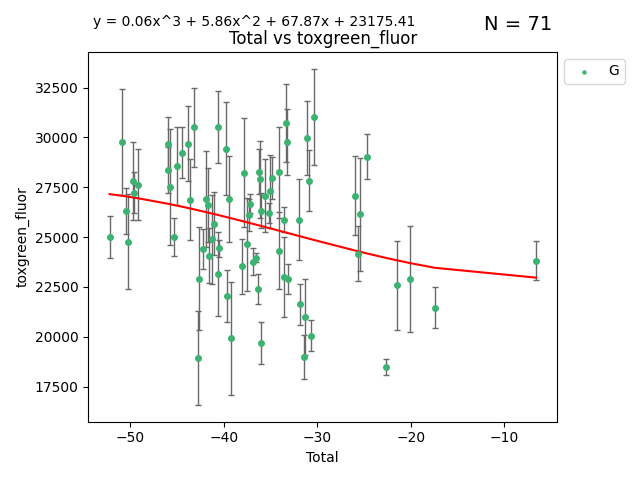 y = 0.06x^3 + 5.86x^2 + 67.87x + 23175.41
N = 71
Total vs toxgreen_fluor
G
toxgreen_fluor
32500
30000
27500
25000
22500
20000
17500
−50
−40
−30
−20
−10
Total